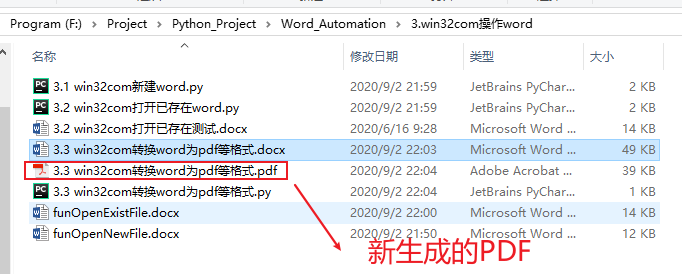 Program (F:) > Project > Python_Project > Word_Automation > 3.win32com操作word
名称 修改日期 类型 大小
3.1 win32com新建word.py 2020/9/2 21:59 JetBrains PyChar... 2 KB
3.2 win32com打开已存在word.py 2020/9/2 21:59 JetBrains PyChar... 2 KB
3.2 win32com打开已存在测试.docx 2020/6/16 9:28 Microsoft Word ... 14 KB
3.3 win32com转换word为pdf等格式.docx 2020/9/2 22:03 Microsoft Word ... 49 KB
3.3 win32com转换word为pdf等格式.pdf 2020/9/2 22:04 Adobe Acrobat ... 39 KB
3.3 win32com转换word为pdf等格式.py 2020/9/2 22:04 JetBrains PyChar... 1 KB
funOpenExistFile.docx 2020/9/2 22:00 Microsoft Word ... 14 KB
funOpenNewFile.docx 2020/9/2 21:50 Microsoft Word ... 12 KB
新生成的PDF